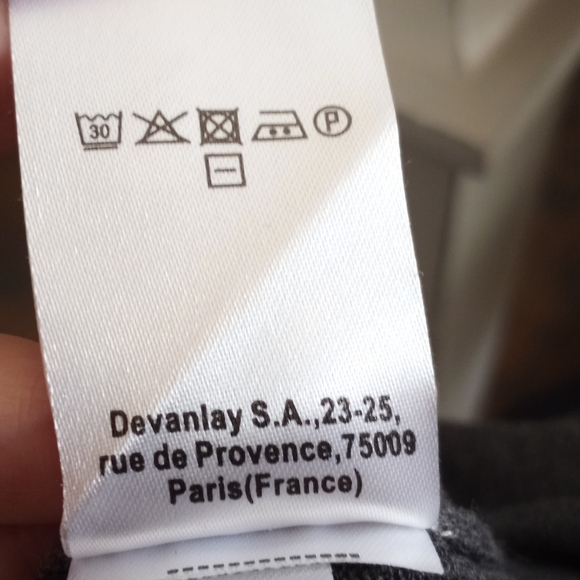 30 P
Devanlay S.A.,23-25,
rue de Provence,75009
Paris(France)